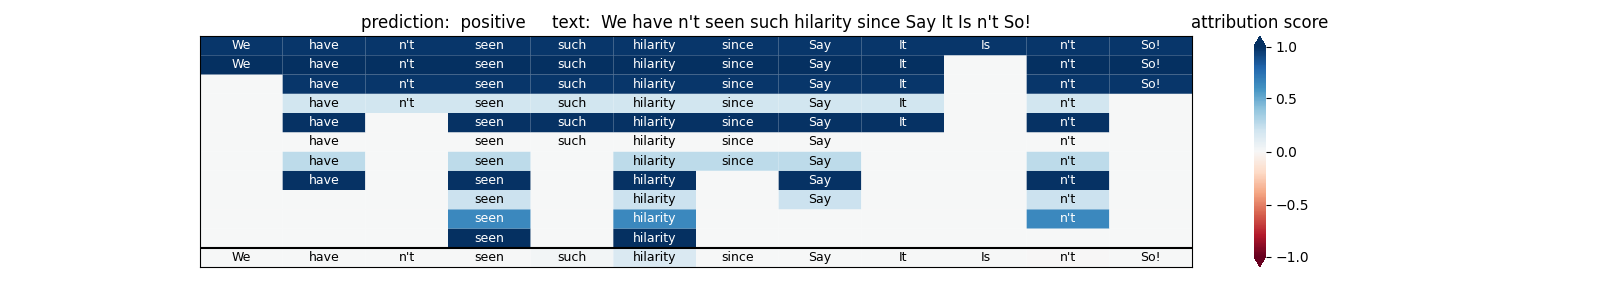 prediction:  positive     text:  We have n't seen such hilarity since Say It Is n't So!     attribution score
We have n't seen such hilarity since Say It Is n't So!
We have n't seen such hilarity since Say It n't So!
have n't seen such hilarity since Say It n't So!
have n't seen such hilarity since Say It n't
have seen such hilarity since Say It n't
have seen such hilarity since Say n't
have seen hilarity since Say n't
have seen hilarity Say n't
seen hilarity Say n't
seen hilarity n't
seen hilarity
We have n't seen such hilarity since Say It Is n't So!
1.0
0.5
0.0
−0.5
−1.0